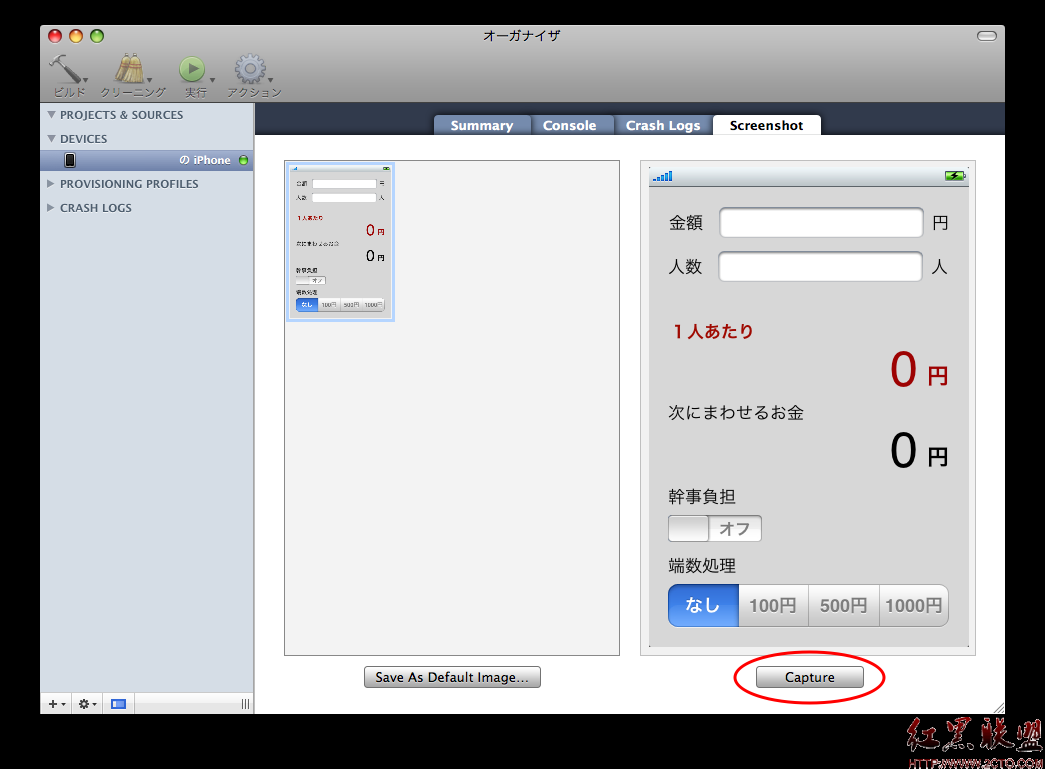 オーガナイザ
ビルド クリーニング 実行 アクション
PROJECTS & SOURCES
DEVICES
の iPhone
PROVISIONING PROFILES
CRASH LOGS
Summary Console Crash Logs Screenshot
金額 円
人数 人
1人あたり
0 円
次にまわせるお金
0 円
幹事負担
オフ
端数処理
なし 100円 500円 1000円
金額 円
人数 人
1人あたり
0 円
次にまわせるお金
0 円
幹事負担
オフ
端数処理
なし 100円 500円 1000円
Save As Default Image...
Capture
红黑联盟
HTTP://WWW.2CTO.COM